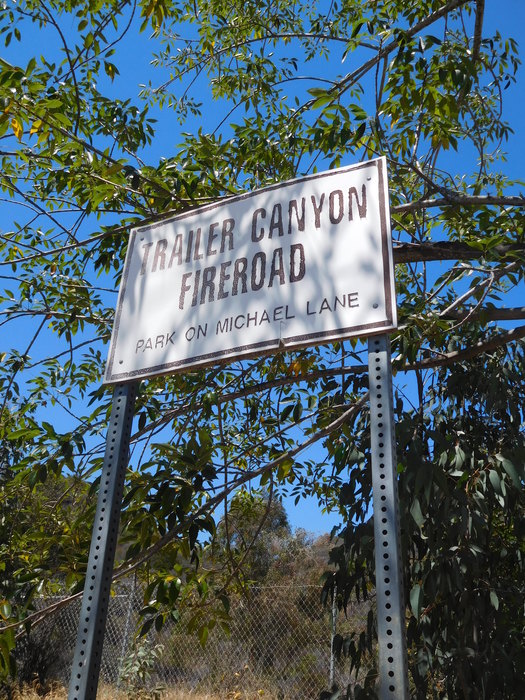 TRAILER CANYON
FIREROAD
PARK ON MICHAEL LANE